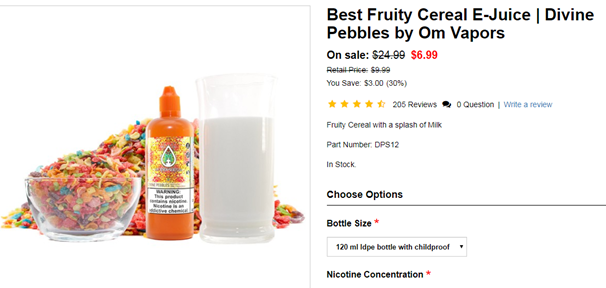 Best Fruity Cereal E-Juice | Divine
Pebbles by Om Vapors
On sale: $24.99 $6.99
Retail Price: $9.99
You Save: $3.00 (30%)
205 Reviews 0 Question | Write a review
Fruity Cereal with a splash of Milk
Part Number: DPS12
In Stock.
Choose Options
Bottle Size *
120 ml ldpe bottle with childproof
Nicotine Concentration *
WARNING:
This product
contains nicotine.
Nicotine is an
addictive chemical